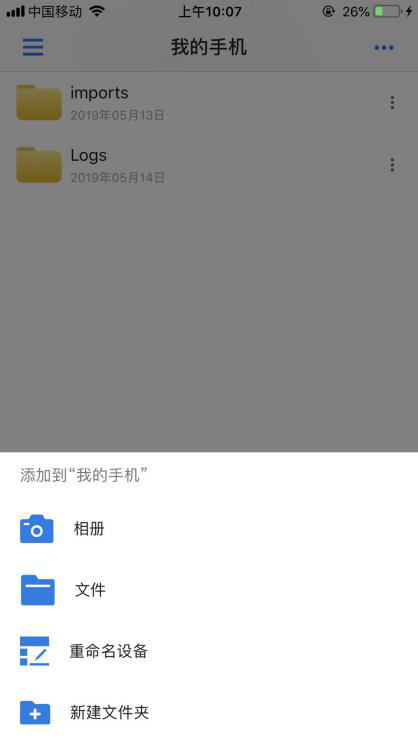 中国移动 上午10:07 26%
我的手机
imports
2019年05月13日
Logs
2019年05月14日
添加到“我的手机”
相册
文件
重命名设备
新建文件夹